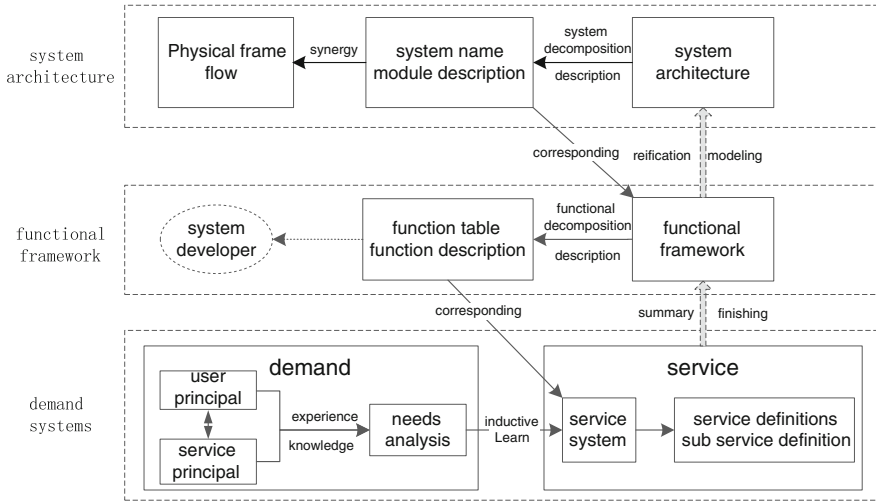 system
architecture
Physical frame
flow
synergy
system name
module description
system
decomposition
description
system
architecture
corresponding
reification
modeling
functional
framework
system
developer
function table
function description
functional
decomposition
description
functional
framework
corresponding
summary
finishing
demand
systems
demand
user
principal
service
principal
experience
knowledge
needs
analysis
inductive
Learn
service
service
system
service definitions
sub service definition